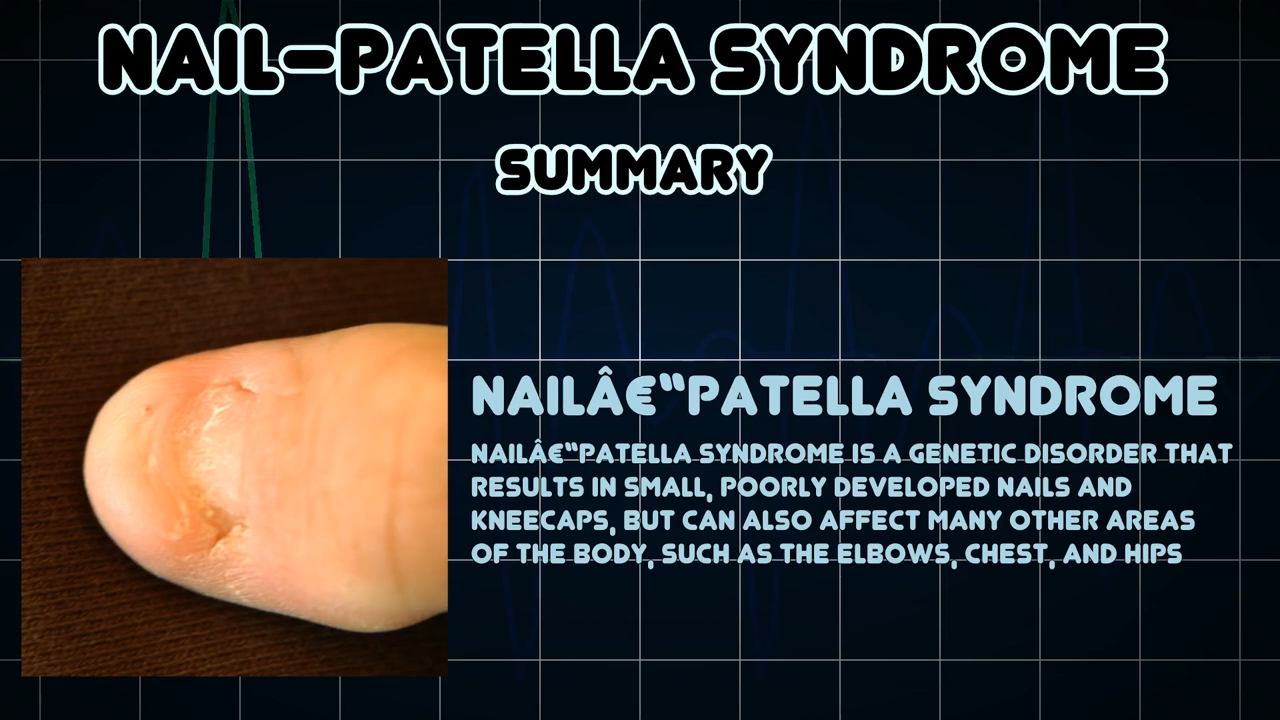 NAIL-PATELLA SYNDROME
SUMMARY
NAILÂ€“PATELLA SYNDROME
NAILÂ€“PATELLA SYNDROME IS A GENETIC DISORDER THAT
RESULTS IN SMALL, POORLY DEVELOPED NAILS AND
KNEECAPS, BUT CAN ALSO AFFECT MANY OTHER AREAS
OF THE BODY, SUCH AS THE ELBOWS, CHEST, AND HIPS